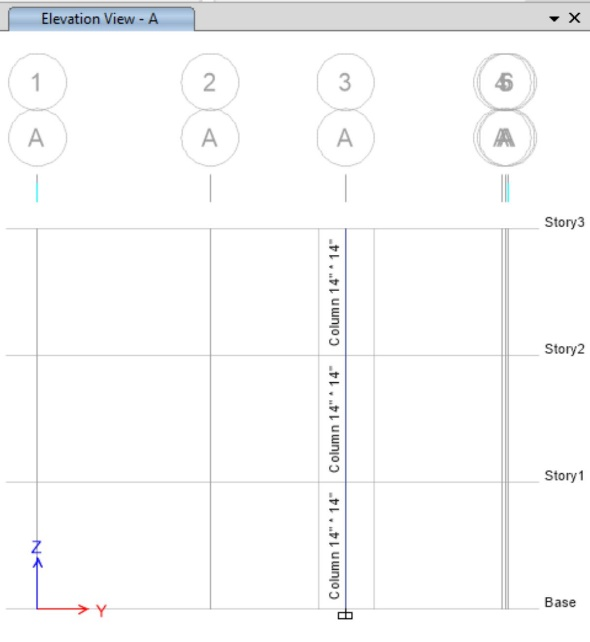 Elevation View - A
1 2 3
A A A
Story3
Column 14" * 14"
Story2
Column 14" * 14"
Story1
Column 14" * 14"
Z
Y
Base